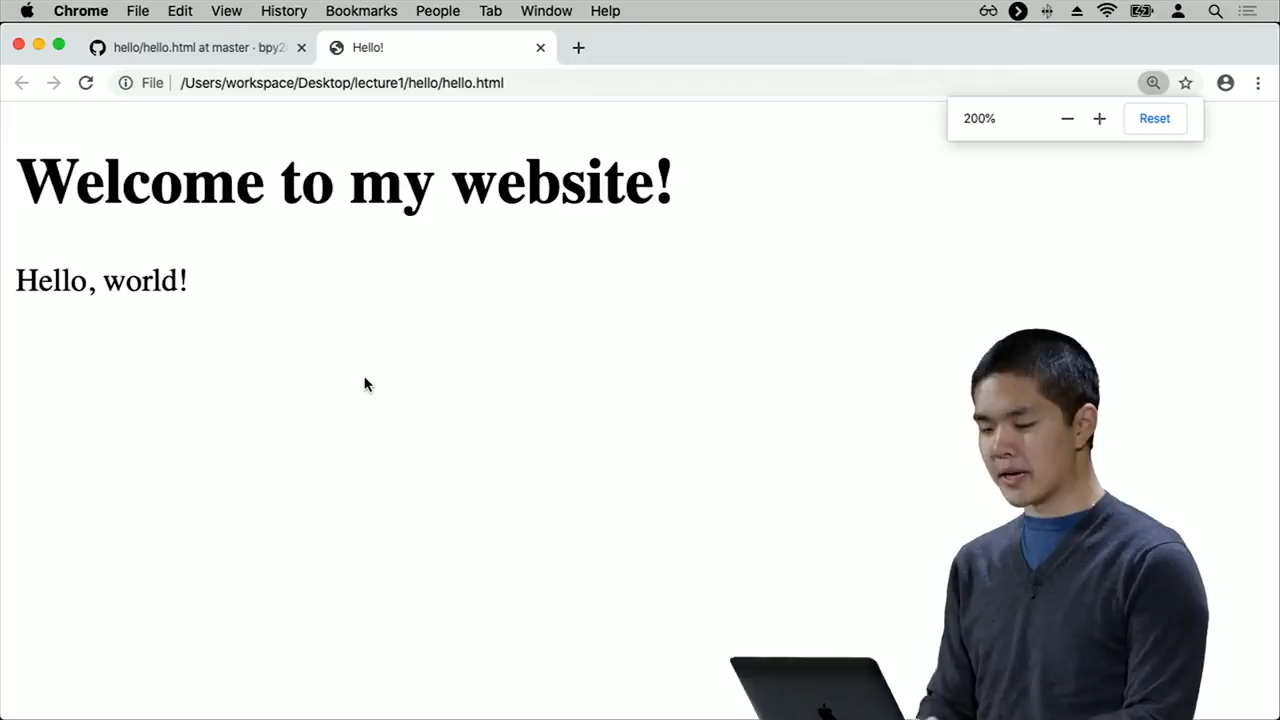 Chrome File Edit View History Bookmarks People Tab Window Help
hello/hello.html at master · bpy2 Hello!
File /Users/workspace/Desktop/lecture1/hello/hello.html
200% Reset
Welcome to my website!
Hello, world!